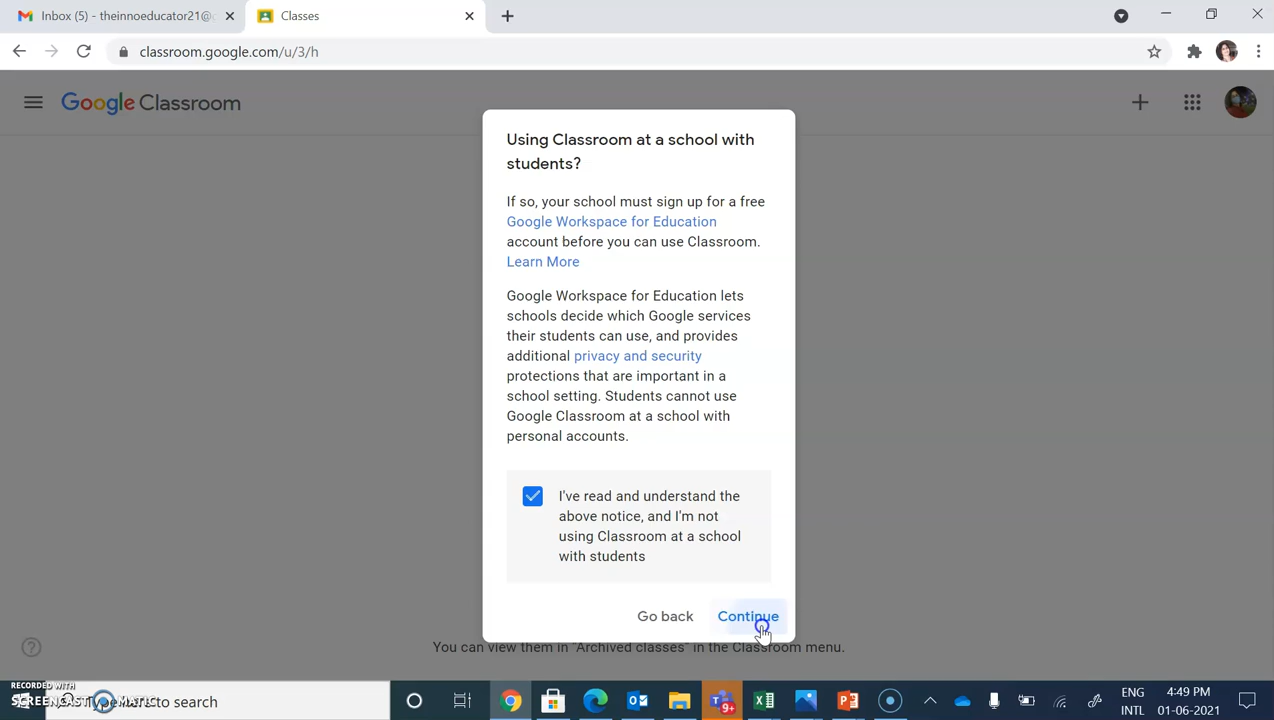 Inbox (5) - theinnoeducator21@
Classes
classroom.google.com/u/3/h
Google Classroom
Using Classroom at a school with
students?
If so, your school must sign up for a free
Google Workspace for Education
account before you can use Classroom.
Learn More
Google Workspace for Education lets
schools decide which Google services
their students can use, and provides
additional privacy and security
protections that are important in a
school setting. Students cannot use
Google Classroom at a school with
personal accounts.
I've read and understand the
above notice, and I'm not
using Classroom at a school
with students
Go back Continue
You can view them in "Archived classes" in the Classroom menu.
RECORDED WITH
SCREENCAST MATIC
to search
9+
ENG
INTL
4:49 PM
01-06-2021